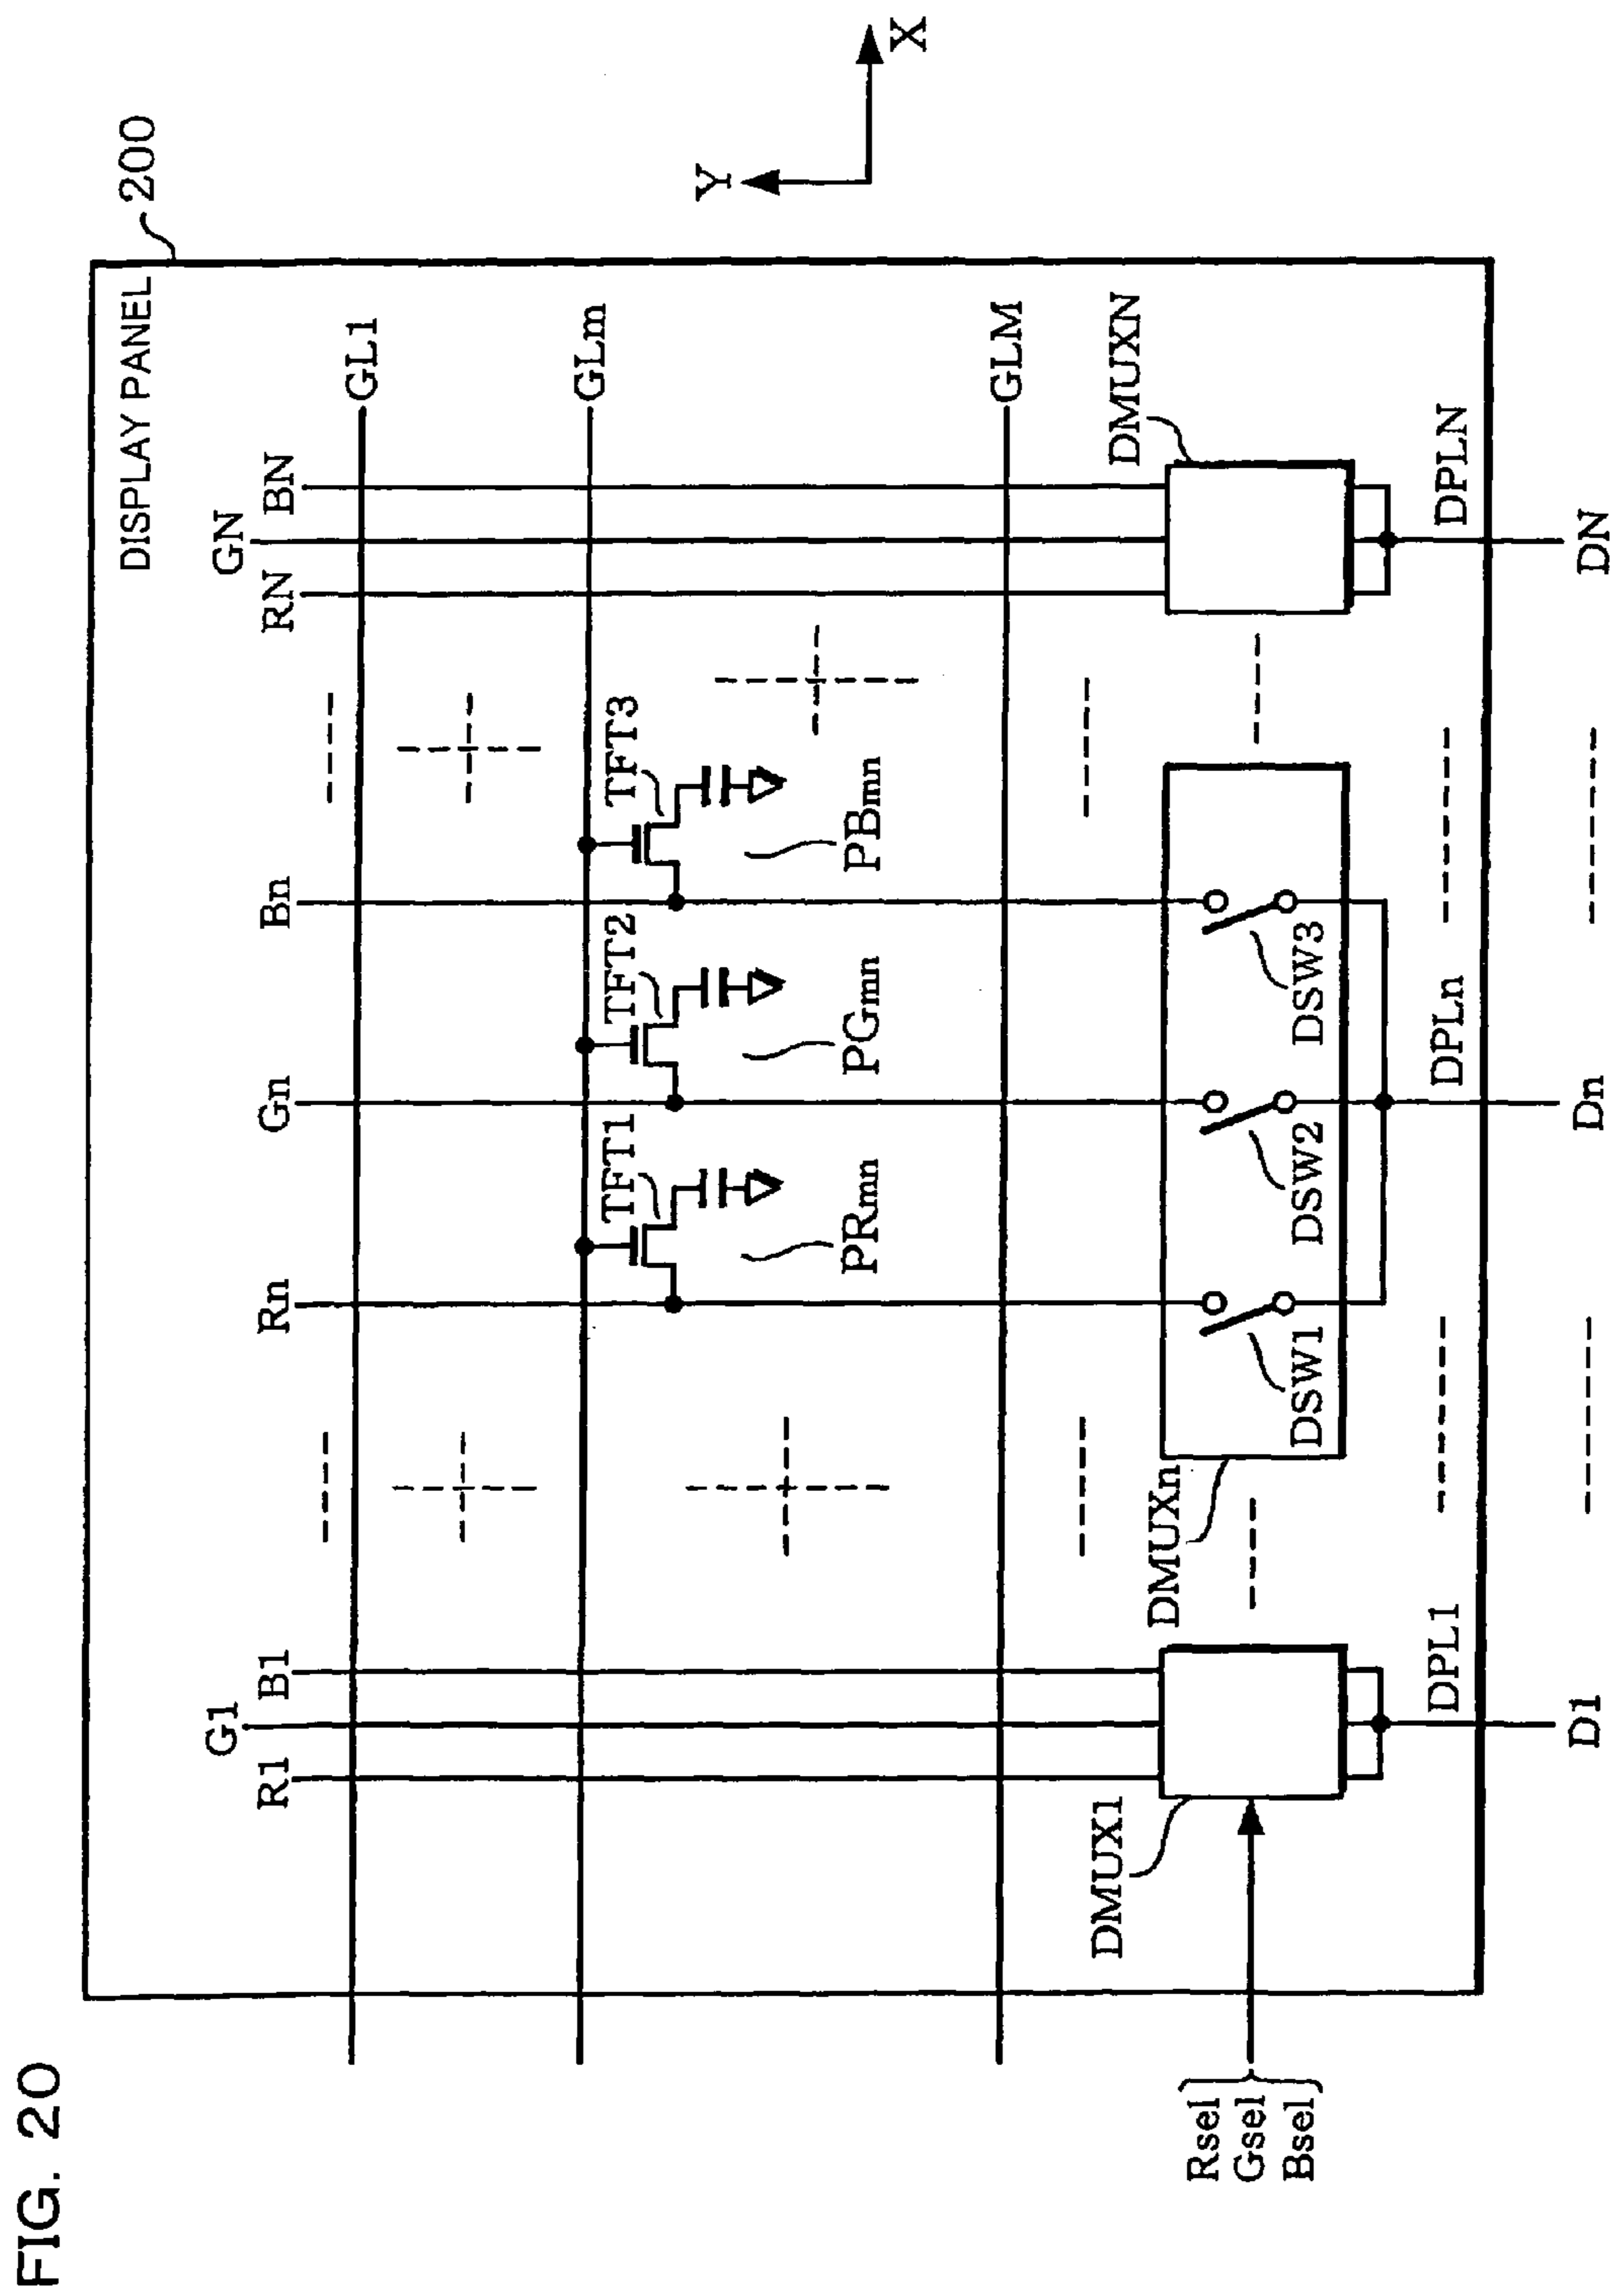 FIG. 20
DISPLAY PANEL
200
Y
X
G1
Rn
Gn
Bn
GN
R1
B1
RN
BN
GL1
GLm
TFT1
TFT2
TFT3
PRmn
PGmn
PBmn
GLM
DMUX1
DMUXn
DMUXN
Rsel
Gsel
Bsel
DSW1
DSW2
DSW3
DPL1
DPLn
DPLN
D1
Dn
DN